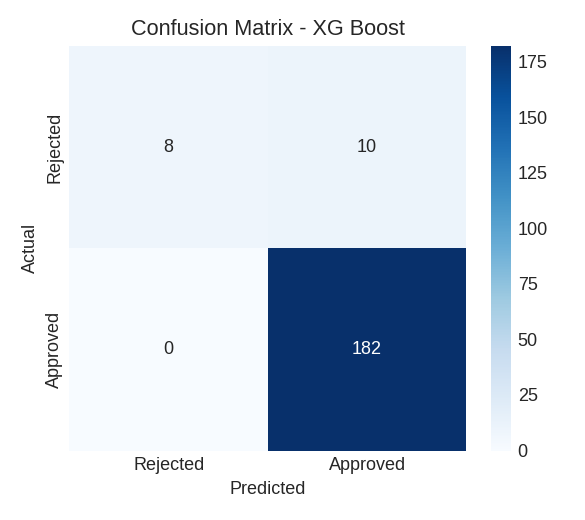 Confusion Matrix - XG Boost
Actual
Rejected
Approved
8
10
0
182
Rejected
Approved
Predicted
175
150
125
100
75
50
25
0